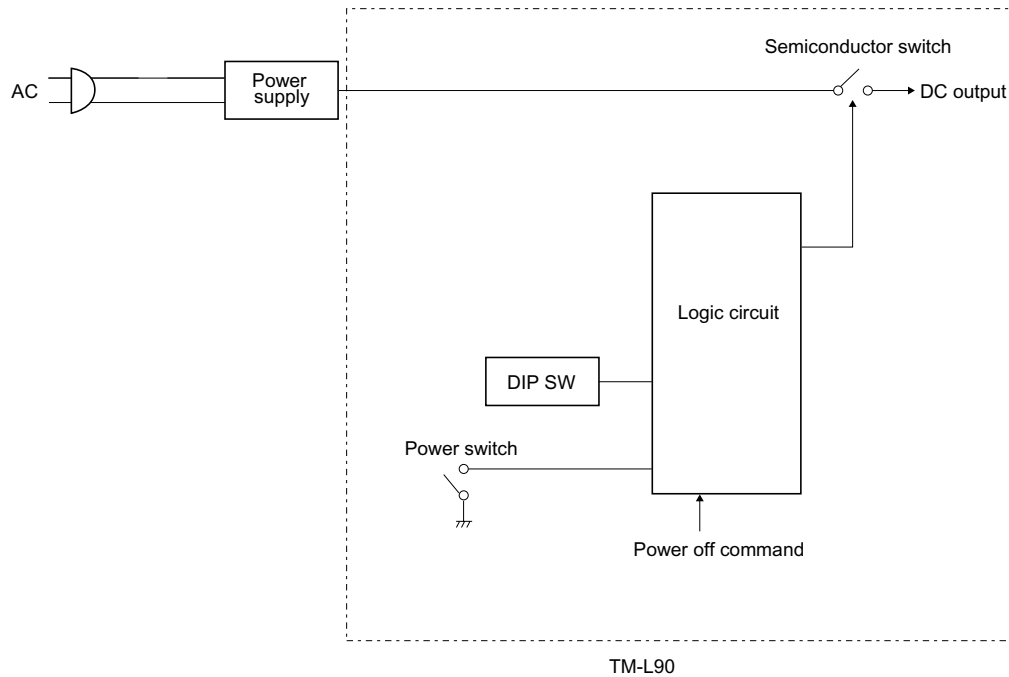 Semiconductor switch
AC
Power
supply
DC output
Logic circuit
DIP SW
Power switch
Power off command
TM-L90